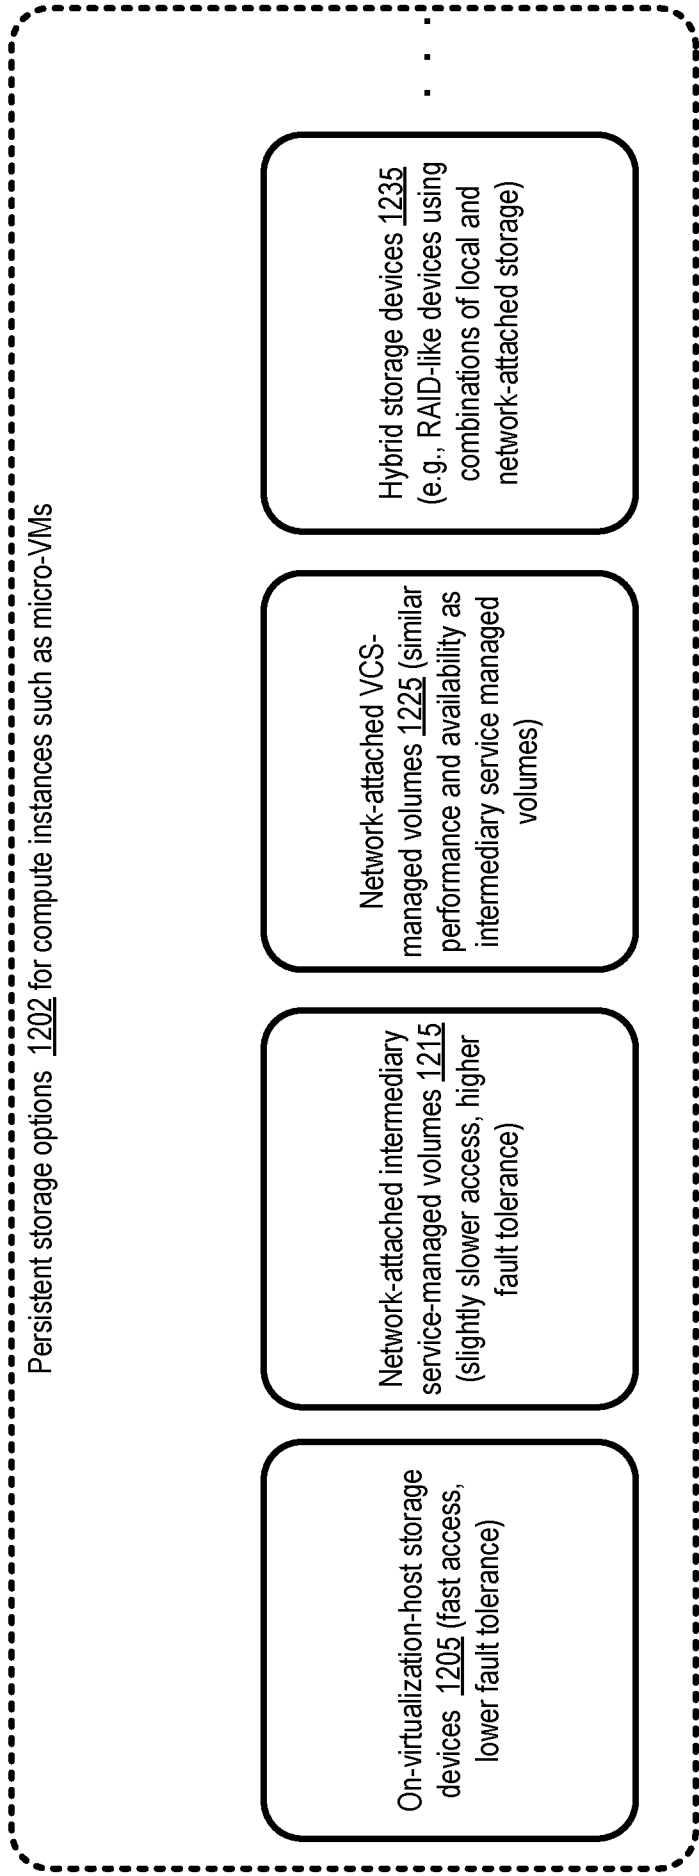 Persistent storage options 1202 for compute instances such as micro-VMs
On-virtualization-host storage
devices 1205 (fast access,
lower fault tolerance)
Network-attached intermediary
service-managed volumes 1215
(slightly slower access, higher
fault tolerance)
Network-attached VCS-
managed volumes 1225 (similar
performance and availability as
intermediary service managed
volumes)
Hybrid storage devices 1235
(e.g., RAID-like devices using
combinations of local and
network-attached storage)
. . .